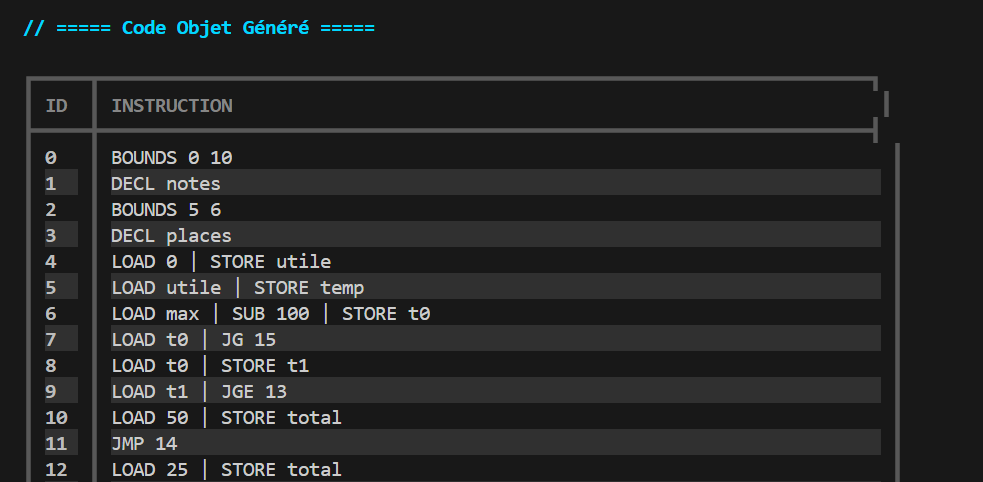 // ===== Code Objet Généré =====
ID INSTRUCTION
0 BOUNDS 0 10
1 DECL notes
2 BOUNDS 5 6
3 DECL places
4 LOAD 0 | STORE utile
5 LOAD utile | STORE temp
6 LOAD max | SUB 100 | STORE t0
7 LOAD t0 | JG 15
8 LOAD t0 | STORE t1
9 LOAD t1 | JGE 13
10 LOAD 50 | STORE total
11 JMP 14
12 LOAD 25 | STORE total